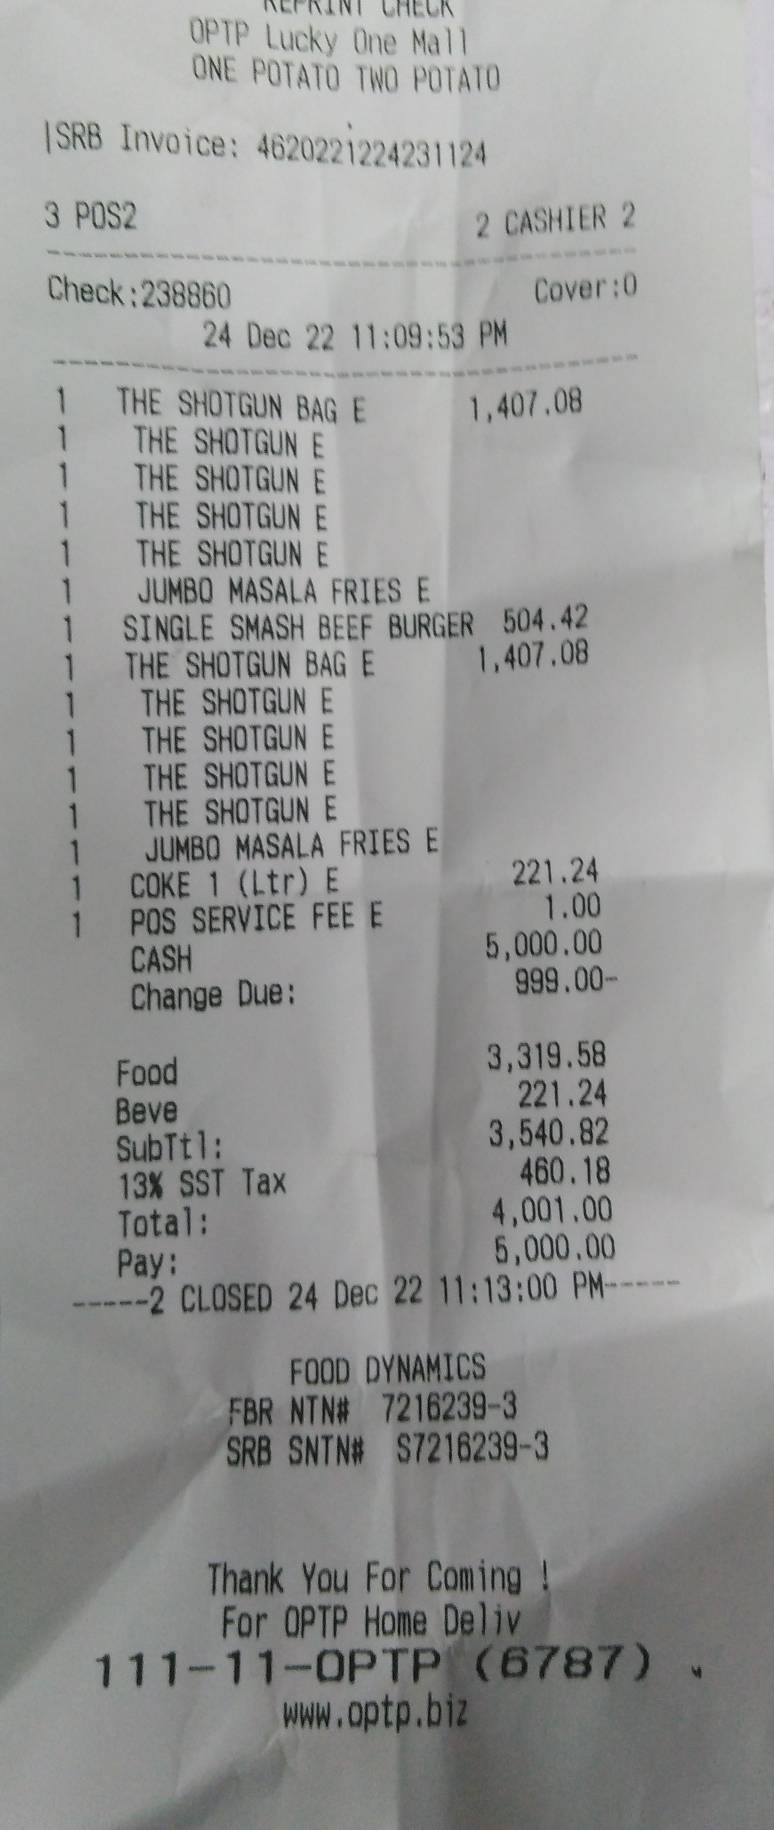 REPRINT CHECK
OPTP Lucky One Mall
ONE POTATO TWO POTATO
|SRB Invoice: 4620221224231124
3 POS2 2 CASHIER 2
Check:238860 Cover:0
24 Dec 22 11:09:53 PM
1 THE SHOTGUN BAG E 1,407.08
1 THE SHOTGUN E
1 THE SHOTGUN E
1 THE SHOTGUN E
1 THE SHOTGUN E
1 JUMBO MASALA FRIES E
1 SINGLE SMASH BEEF BURGER 504.42
1 THE SHOTGUN BAG E 1,407.08
1 THE SHOTGUN E
1 THE SHOTGUN E
1 THE SHOTGUN E
1 THE SHOTGUN E
1 JUMBO MASALA FRIES E
1 COKE 1 (Ltr) E 221.24
1 POS SERVICE FEE E 1.00
CASH 5,000.00
Change Due: 999.00-
Food 3,319.58
Beve 221.24
SubTtl: 3,540.82
13% SST Tax 460.18
Total: 4,001.00
Pay: 5,000.00
-----2 CLOSED 24 Dec 22 11:13:00 PM-----
FOOD DYNAMICS
FBR NTN# 7216239-3
SRB SNTN# S7216239-3
Thank You For Coming !
For OPTP Home Deliv
111-11-OPTP (6787)
www.optp.biz